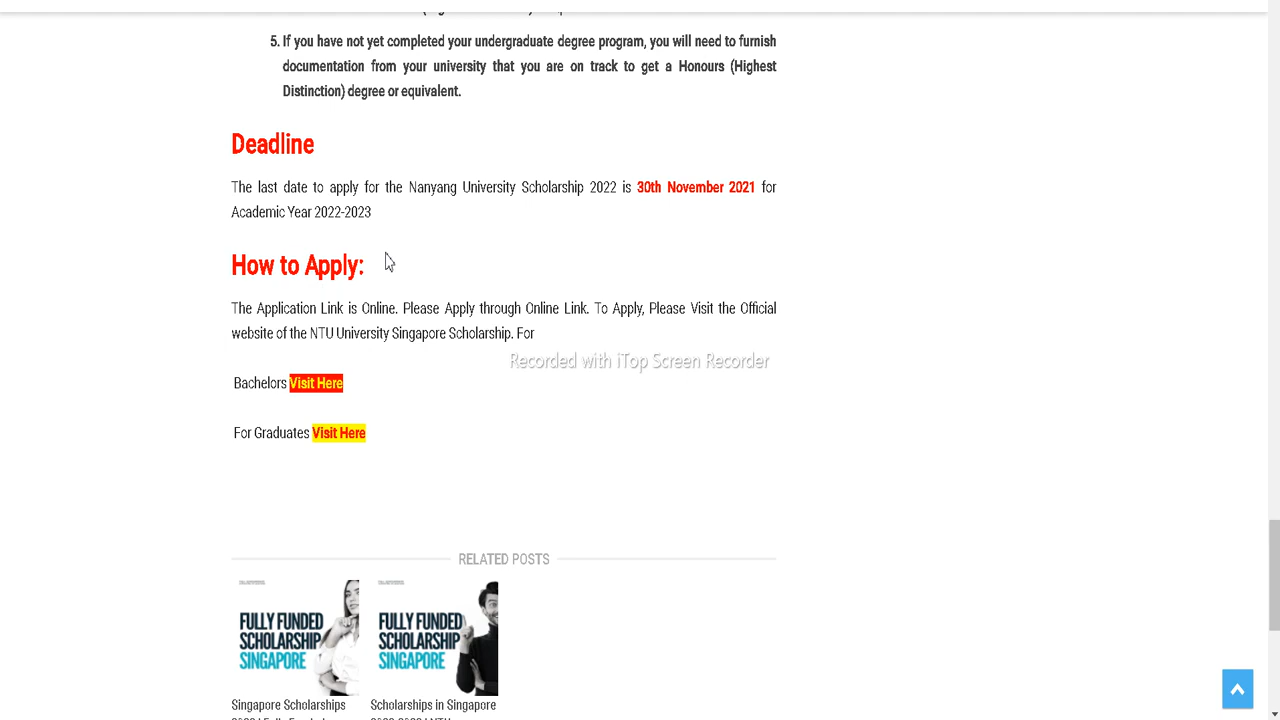 5. If you have not yet completed your undergraduate degree program, you will need to furnish
documentation from your university that you are on track to get a Honours (Highest
Distinction) degree or equivalent.
Deadline
The last date to apply for the Nanyang University Scholarship 2022 is 30th November 2021 for
Academic Year 2022-2023
How to Apply:
The Application Link is Online. Please Apply through Online Link. To Apply, Please Visit the Official
website of the NTU University Singapore Scholarship. For
Recorded with iTop Screen Recorder
Bachelors Visit Here
For Graduates Visit Here
RELATED POSTS
FULLY FUNDED
SCHOLARSHIP
SINGAPORE
FULLY FUNDED
SCHOLARSHIP
SINGAPORE
Singapore Scholarships
Scholarships in Singapore